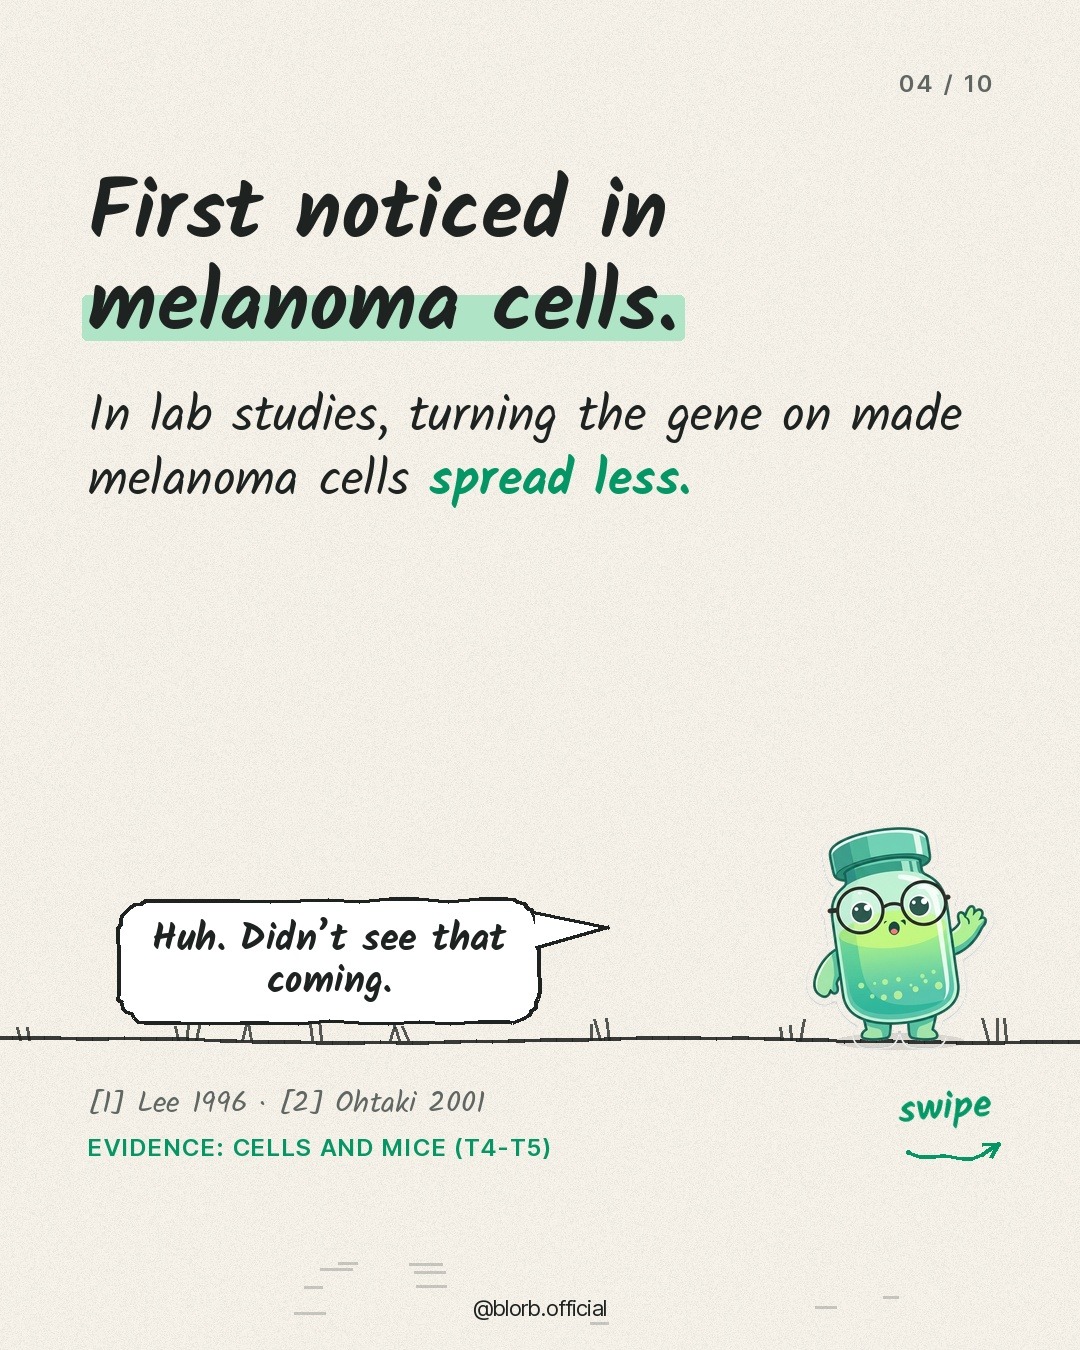 04 / 10
First noticed in
melanoma cells.
In lab studies, turning the gene on made
melanoma cells spread less.
Huh. Didn’t see that
coming.
[1] Lee 1996 · [2] Ohtaki 2001
EVIDENCE: CELLS AND MICE (T4-T5)
swipe
@blorb.official